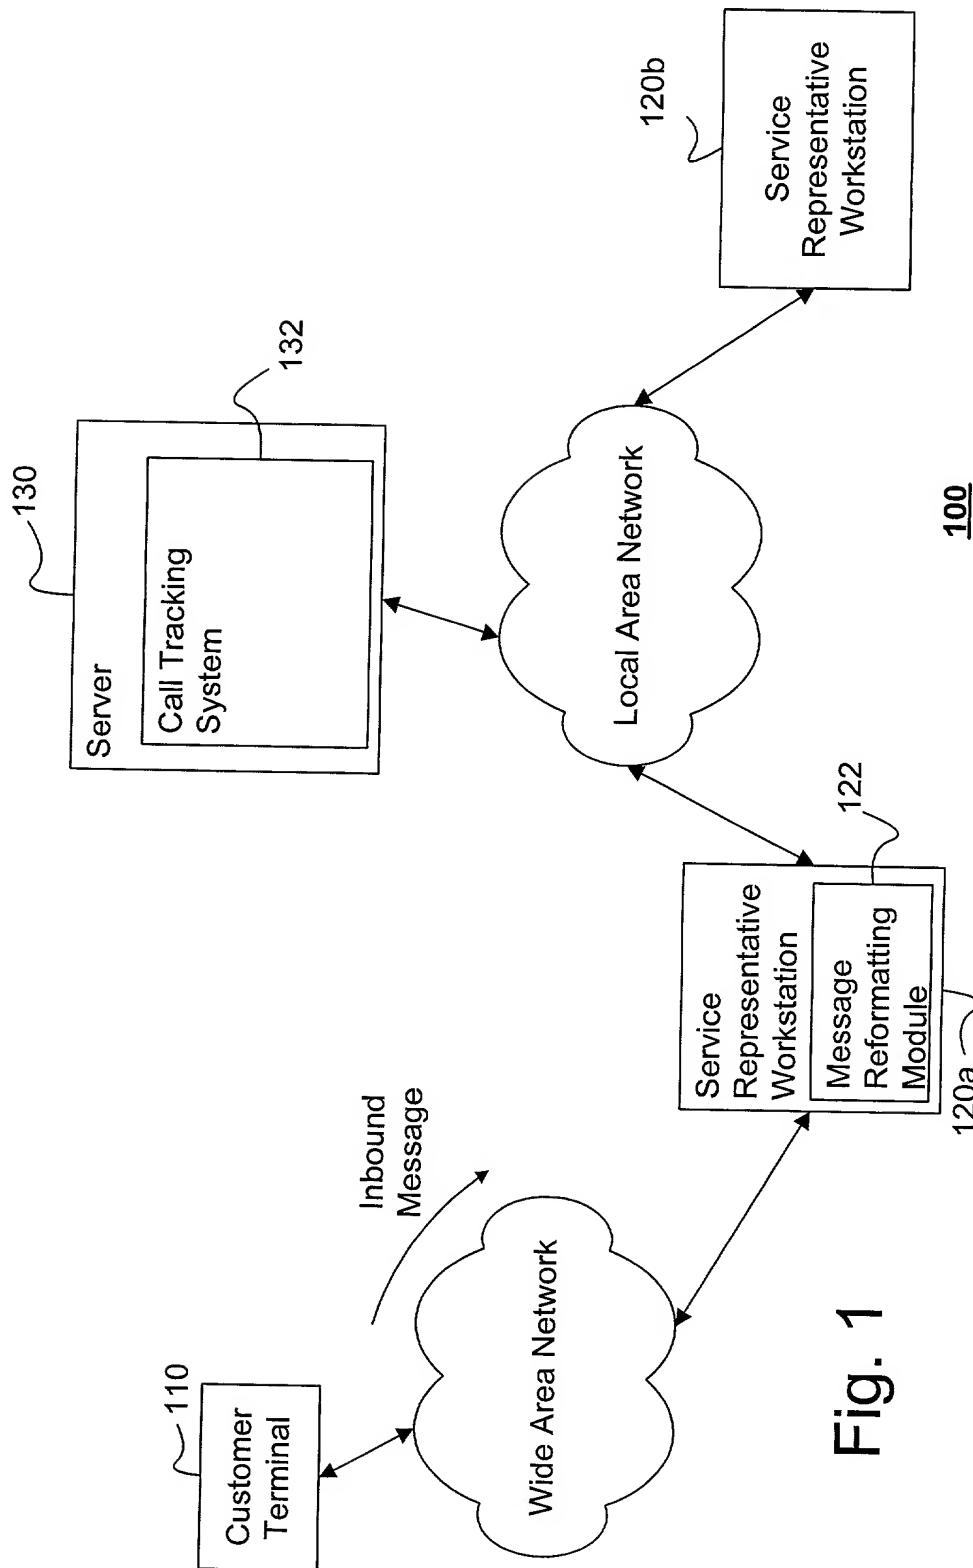 110
Customer
Terminal
Inbound
Message
Wide Area Network
130
Server
132
Call Tracking
System
Local Area Network
120b
Service
Representative
Workstation
Service
Representative
Workstation
122
Message
Reformatting
Module
120a
Fig. 1
100